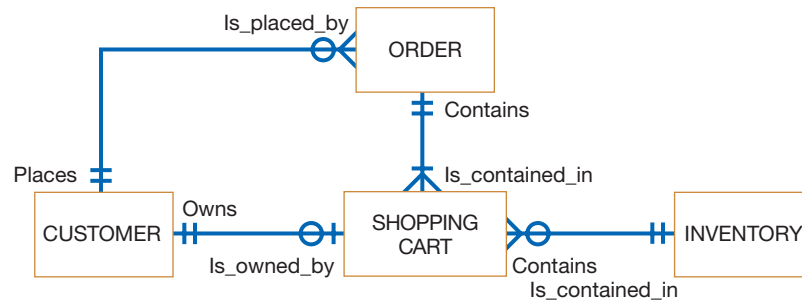 Is_placed_by
ORDER
Contains
Places
Is_contained_in
CUSTOMER
Owns
SHOPPING
CART
INVENTORY
Is_owned_by
Contains
Is_contained_in